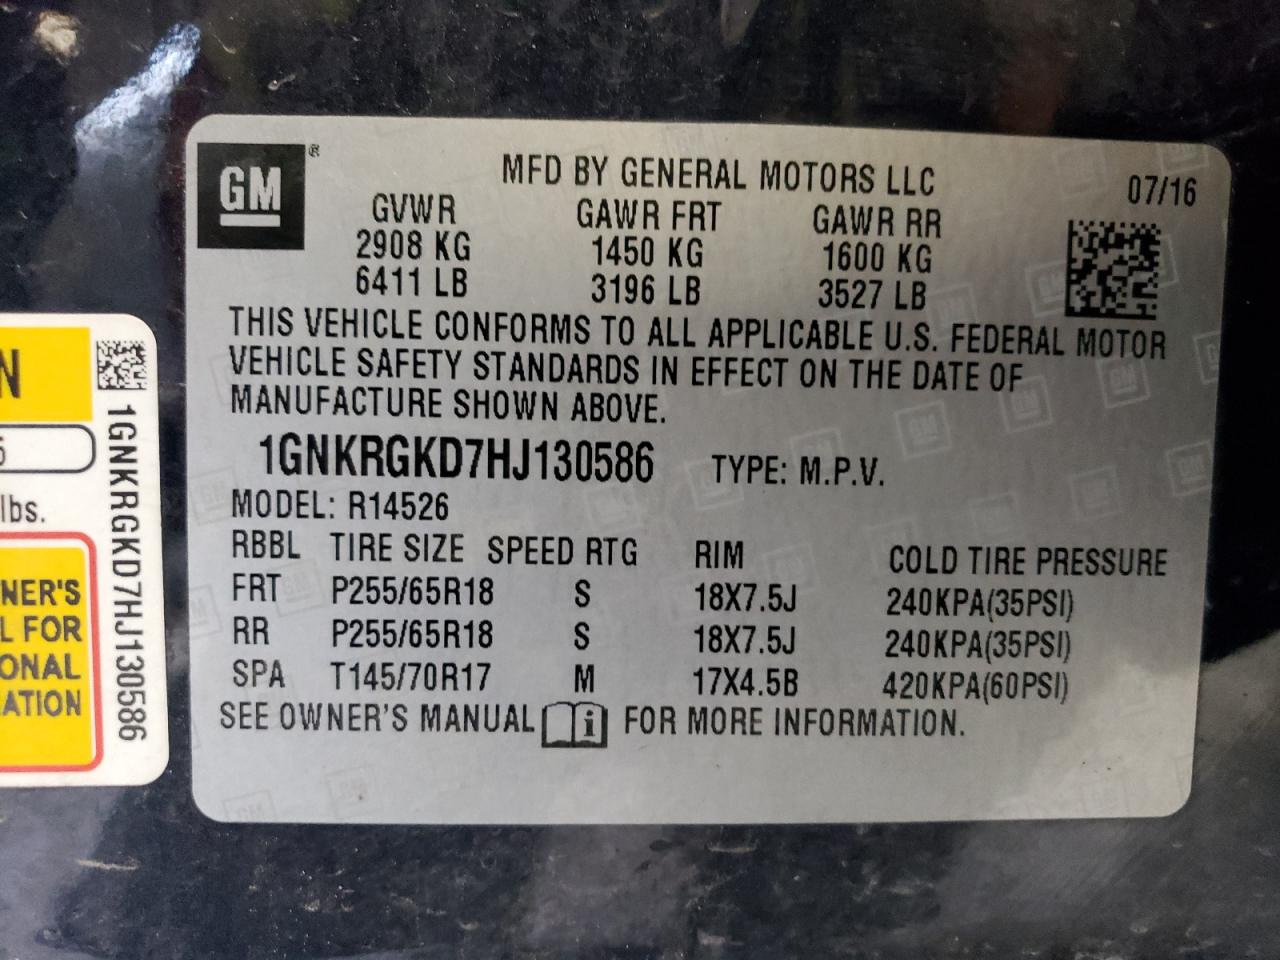 GM®
MFD BY GENERAL MOTORS LLC
07/16
GVWR GAWR FRT GAWR RR
2908 KG 1450 KG 1600 KG
6411 LB 3196 LB 3527 LB
THIS VEHICLE CONFORMS TO ALL APPLICABLE U.S. FEDERAL MOTOR
VEHICLE SAFETY STANDARDS IN EFFECT ON THE DATE OF
MANUFACTURE SHOWN ABOVE.
1GNKRGKD7HJ130586 TYPE: M.P.V.
MODEL: R14526
RBBL TIRE SIZE SPEED RTG RIM COLD TIRE PRESSURE
FRT P255/65R18 S 18X7.5J 240KPA(35PSI)
RR P255/65R18 S 18X7.5J 240KPA(35PSI)
SPA T145/70R17 M 17X4.5B 420KPA(60PSI)
SEE OWNER'S MANUAL i FOR MORE INFORMATION.
N
5
lbs.
NER'S
L FOR
ONAL
ATION
1GNKRGKD7HJ130586